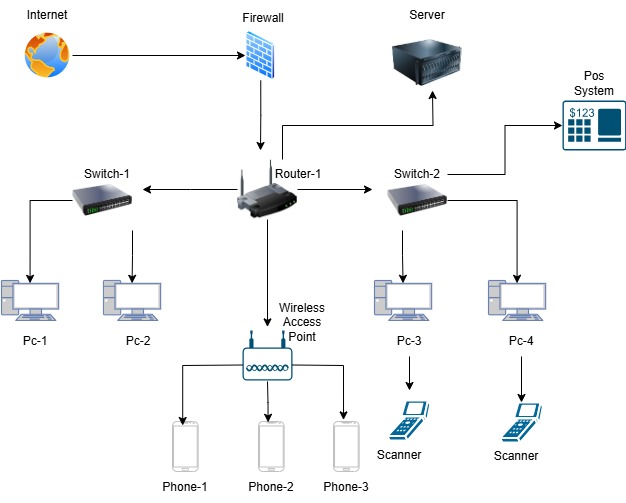 Internet
Firewall
Server
Pos
System
$123
Switch-1
Router-1
Switch-2
Wireless
Access
Point
Pc-1
Pc-2
Pc-3
Pc-4
Scanner
Scanner
Phone-1
Phone-2
Phone-3